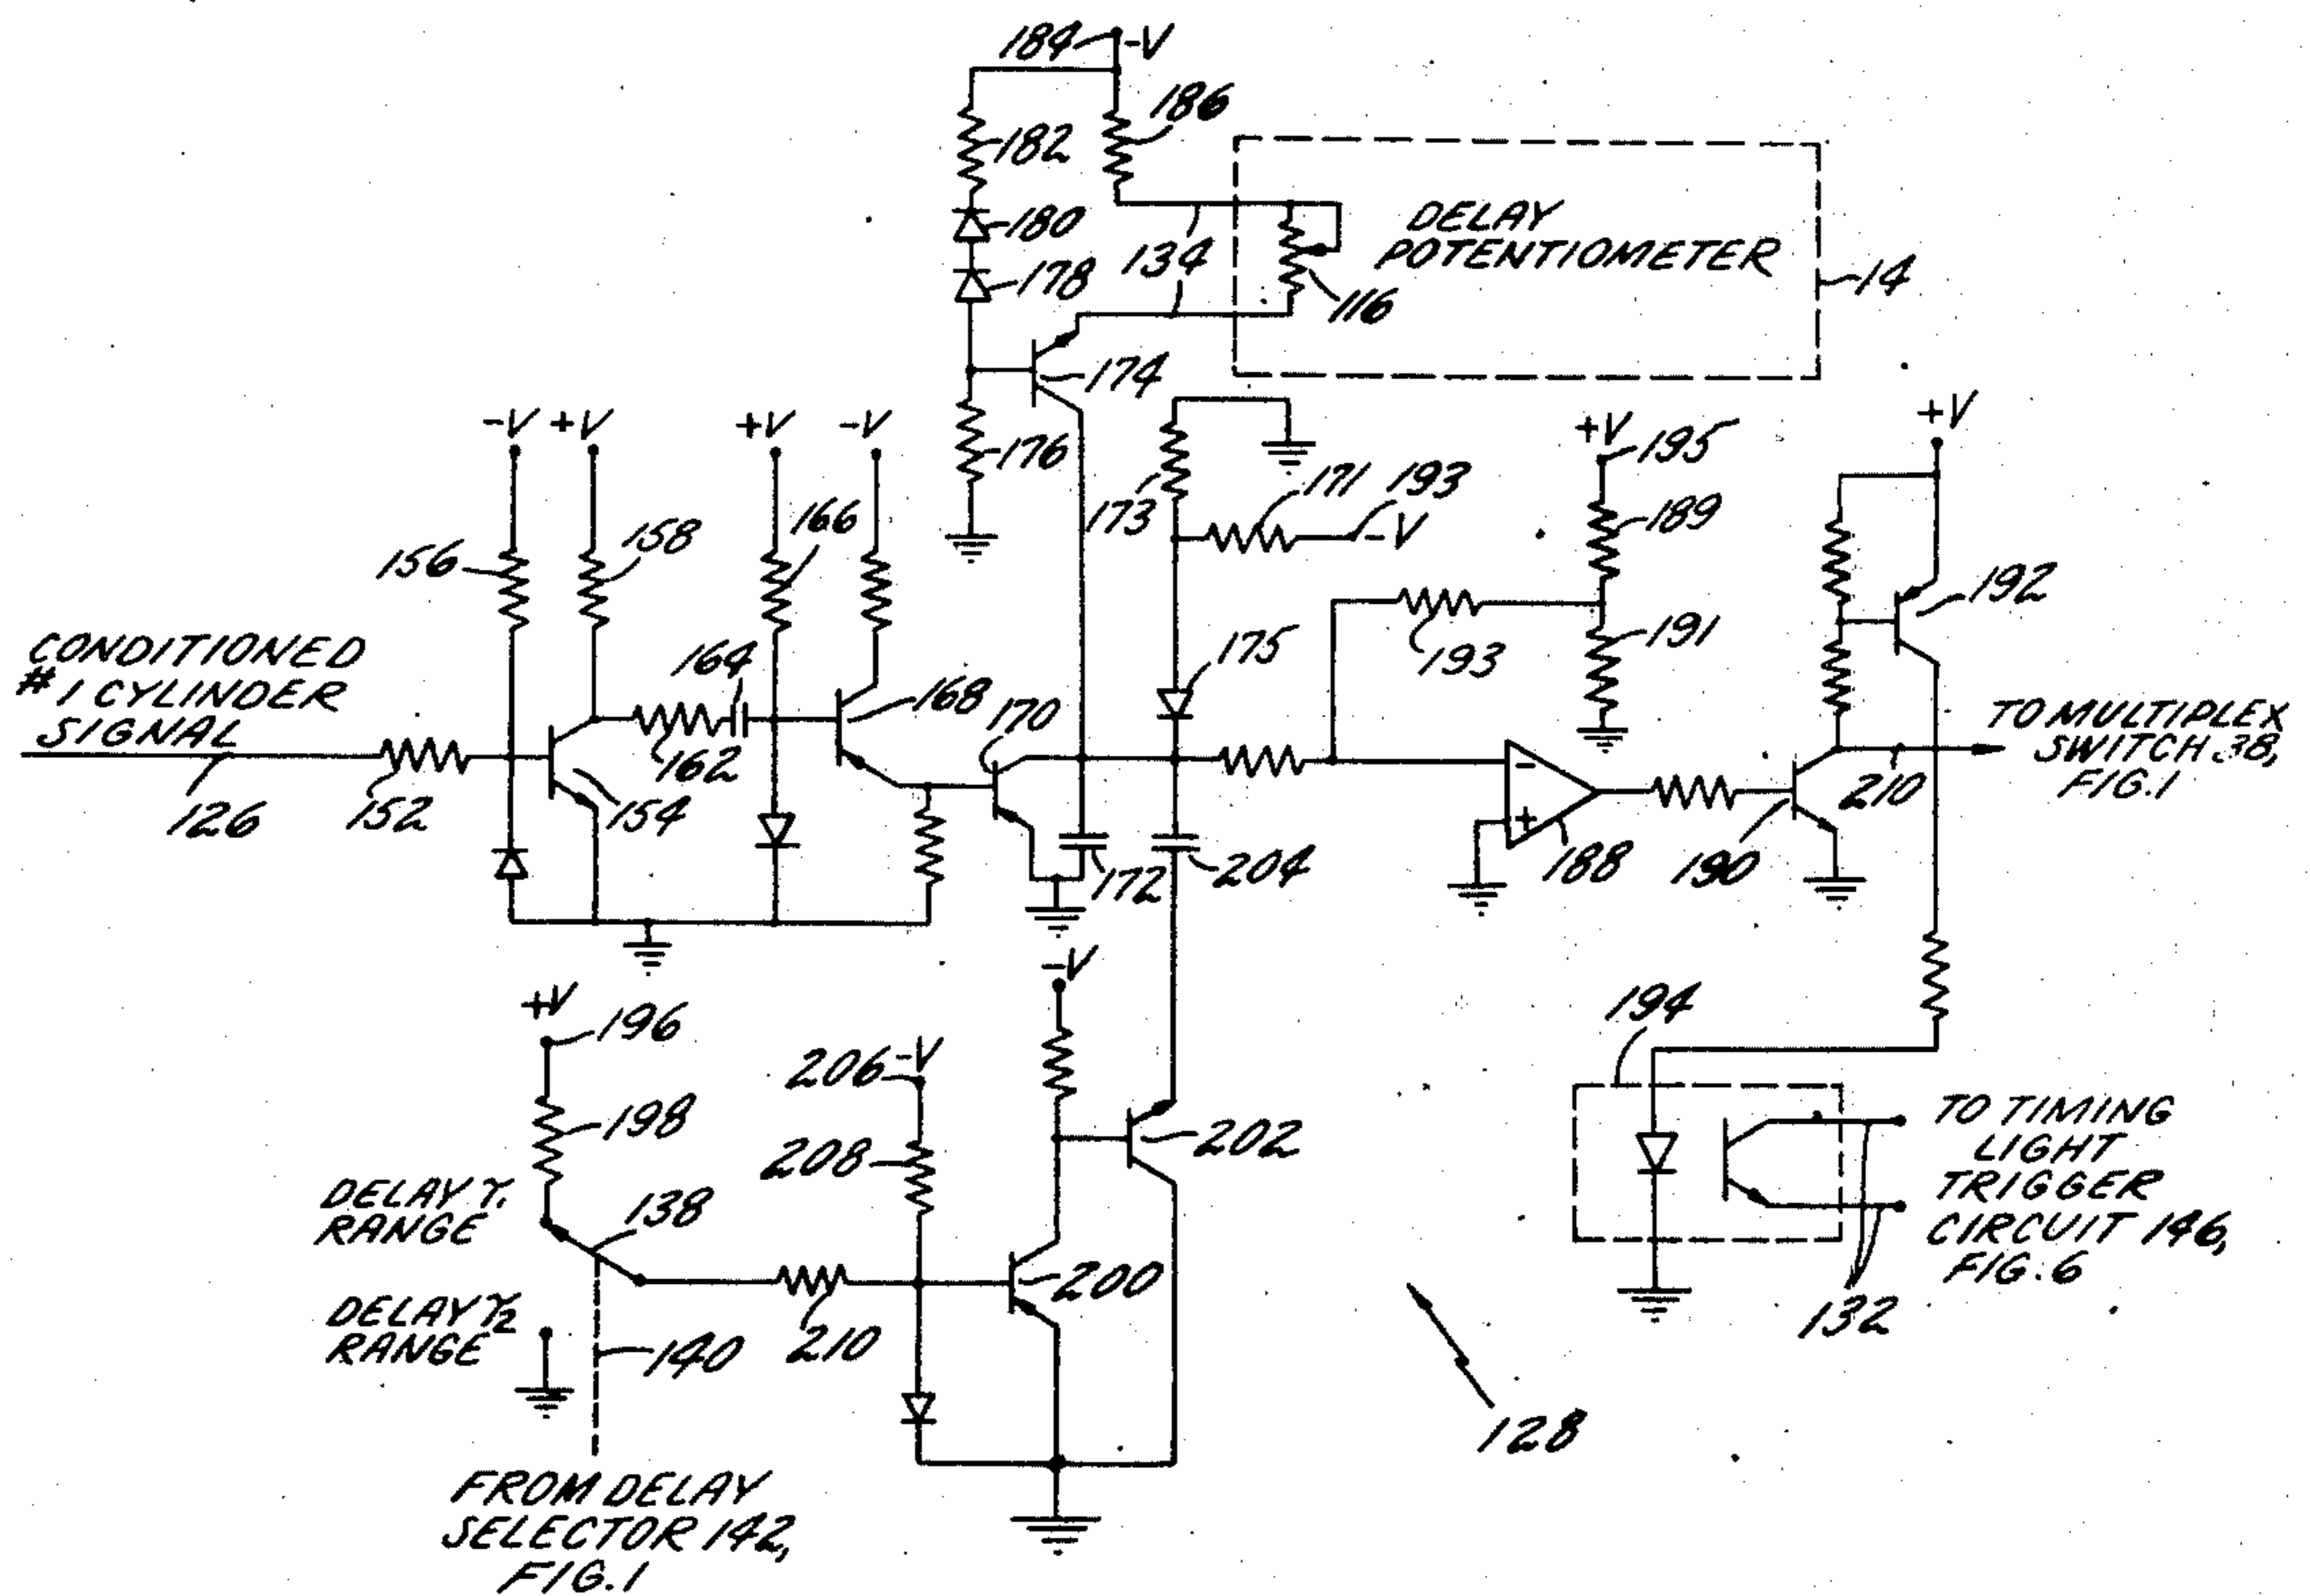 184
-V
186
182
180
178
134
DELAY
POTENTIOMETER
116
14
174
176
-V
+V
+V
-V
173
171
193
-V
+V
195
189
+V
156
158
166
192
175
193
191
CONDITIONED
#1 CYLINDER
SIGNAL
164
168
170
162
126
152
154
172
204
188
190
210
TO MULTIPLEX
SWITCH 38,
FIG. 1
-V
+V
196
206
-V
194
198
208
202
DELAY τ1
RANGE
138
TO TIMING
LIGHT
TRIGGER
CIRCUIT 146,
FIG. 6
200
DELAY τ2
RANGE
140
210
132
128
FROM DELAY
SELECTOR 142,
FIG. 1